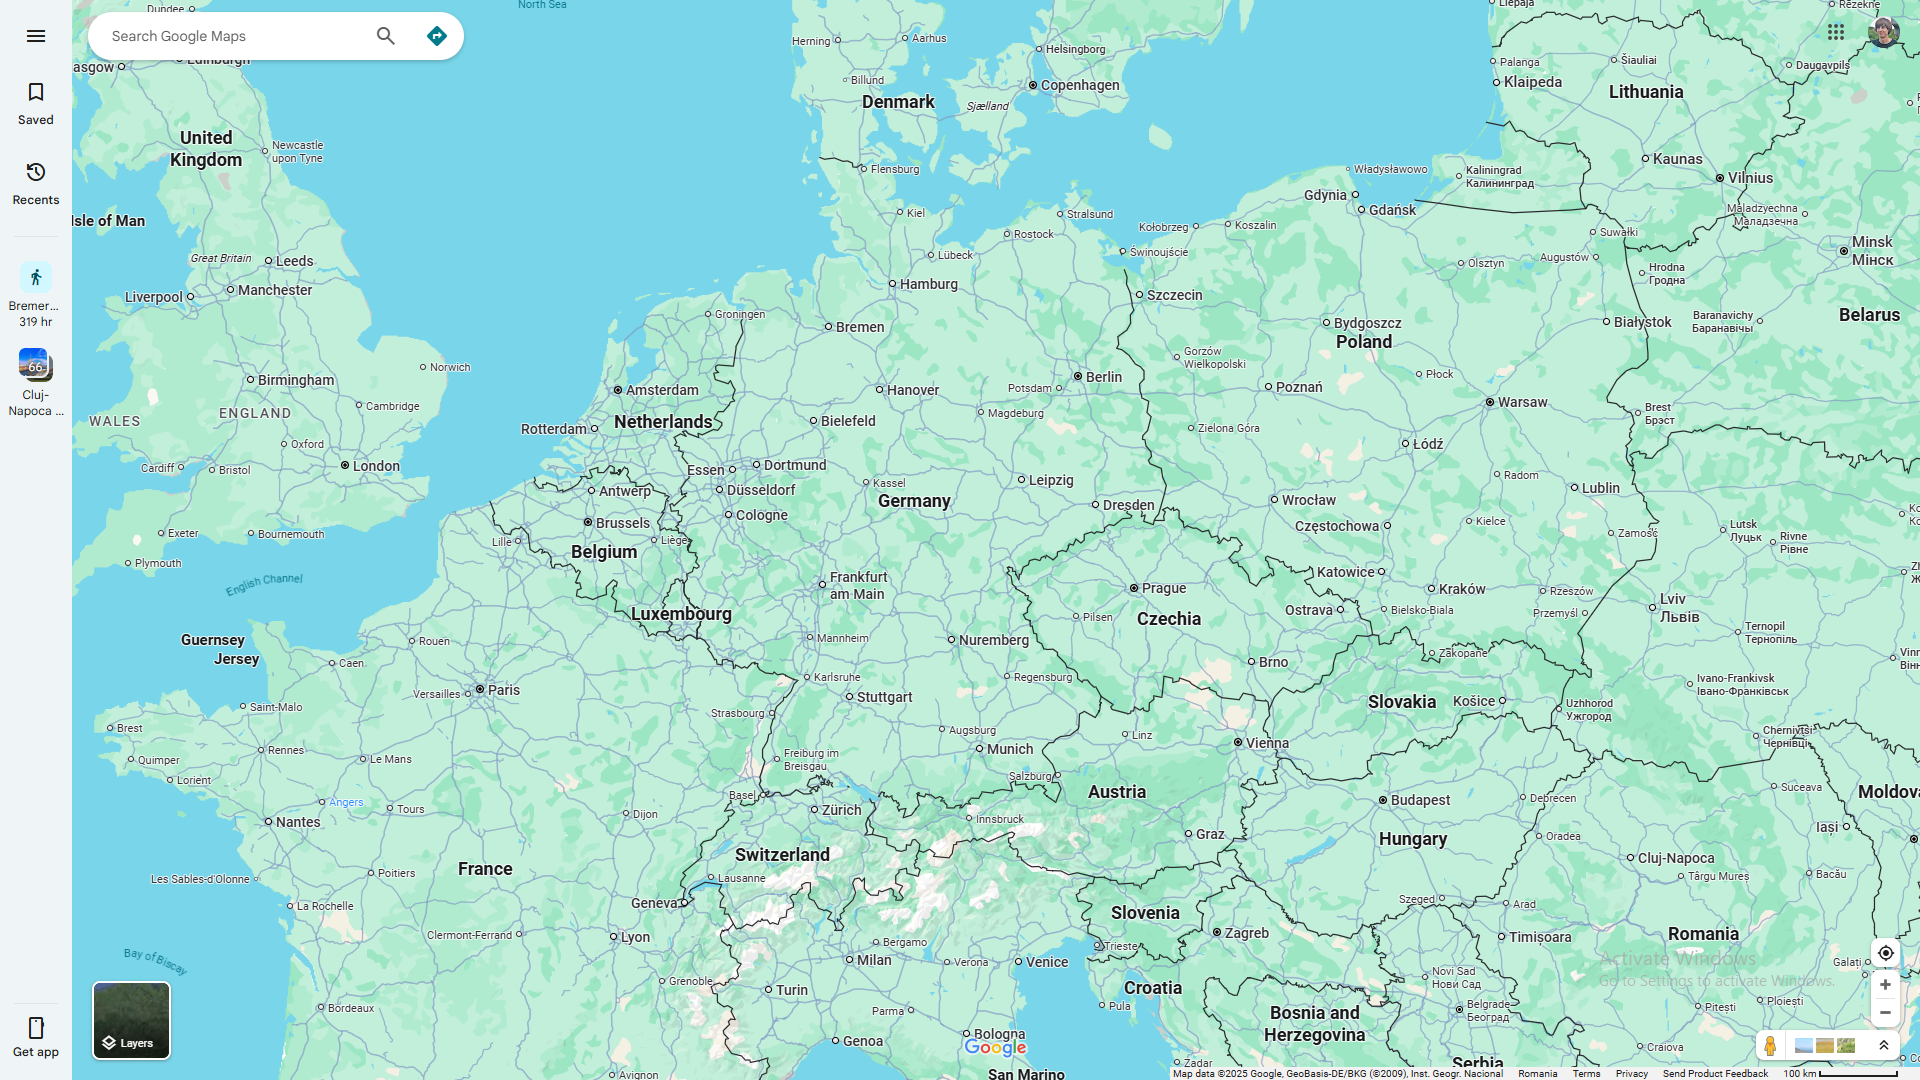 Search Google Maps
Saved
Recents
Bremer...
319 hr
66
Cluj-
Napoca ...
Get app
Layers
North Sea
Dundee
asgow
Edinburgh
United
Kingdom
Newcastle
upon Tyne
Isle of Man
Great Britain
Leeds
Liverpool
Manchester
Norwich
Birmingham
Cambridge
WALES
ENGLAND
Oxford
Cardiff
Bristol
London
Exeter
Bournemouth
Plymouth
English Channel
Guernsey
Jersey
Herning
Aarhus
Billund
Denmark
Sjælland
Helsingborg
Copenhagen
Flensburg
Kiel
Stralsund
Rostock
Lübeck
Hamburg
Groningen
Bremen
Amsterdam
Netherlands
Rotterdam
Hanover
Bielefeld
Potsdam
Berlin
Magdeburg
Essen
Dortmund
Düsseldorf
Kassel
Leipzig
Germany
Cologne
Dresden
Antwerp
Brussels
Lille
Liège
Belgium
Luxembourg
Frankfurt
am Main
Mannheim
Nuremberg
Karlsruhe
Regensburg
Stuttgart
Strasbourg
Augsburg
Munich
Freiburg im
Breisgau
Salzburg
Basel
Zürich
Innsbruck
Switzerland
Lausanne
Geneva
Rouen
Caen
Paris
Versailles
Saint-Malo
Brest
Rennes
Quimper
Le Mans
Lorient
Angers
Tours
Nantes
Dijon
France
Poitiers
Les Sables-d'Olonne
La Rochelle
Clermont-Ferrand
Lyon
Bay of Biscay
Grenoble
Bordeaux
Avignon
Bergamo
Milan
Verona
Venice
Turin
Parma
Genoa
Bologna
San Marino
Google
Liepāja
Rēzekne
Palanga
Klaipeda
Šiauliai
Lithuania
Daugavpils
Kaunas
Vilnius
Kaliningrad
Калининград
Władysławowo
Gdynia
Gdańsk
Kołobrzeg
Koszalin
Świnoujście
Szczecin
Olsztyn
Suwałki
Augustów
Maladzyechna
Маладзечна
Minsk
Мінск
Hrodna
Гродна
Baranavichy
Баранавічы
Belarus
Białystok
Bydgoszcz
Poland
Gorzów
Wielkopolski
Poznań
Płock
Warsaw
Brest
Брэст
Zielona Góra
Łódź
Radom
Lublin
Wrocław
Częstochowa
Kielce
Zamość
Lutsk
Луцьк
Rivne
Рівне
Katowice
Kraków
Rzeszów
Przemyśl
Ostrava
Bielsko-Biala
Lviv
Львів
Ternopil
Тернопіль
Prague
Pilsen
Czechia
Brno
Zakopane
Slovakia
Košice
Uzhhorod
Ужгород
Ivano-Frankivsk
Івано-Франківськ
Chernivtsi
Чернівці
Linz
Vienna
Austria
Graz
Budapest
Hungary
Debrecen
Oradea
Suceava
Moldova
Iași
Cluj-Napoca
Târgu Mureș
Bacău
Szeged
Arad
Slovenia
Zagreb
Trieste
Timișoara
Romania
Croatia
Pula
Novi Sad
Нови Сад
Belgrade
Београд
Bosnia and
Herzegovina
Zadar
Serbia
Galați
Pitești
Ploiești
Craiova
Activate Windows
Go to Settings to activate Windows.
Map data ©2025 Google, GeoBasis-DE/BKG (©2009), Inst. Geogr. Nacional
Romania
Terms
Privacy
Send Product Feedback
100 km